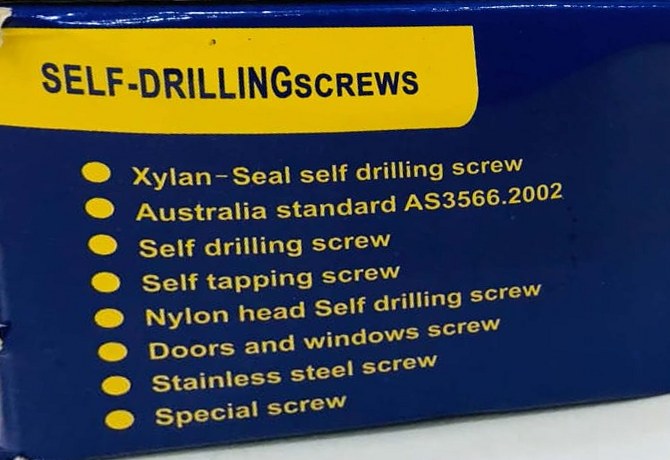 SELF-DRILLINGSCREWS
Xylan-Seal self drilling screw
Australia standard AS3566.2002
Self drilling screw
Self tapping screw
Nylon head Self drilling screw
Doors and windows screw
Stainless steel screw
Special screw